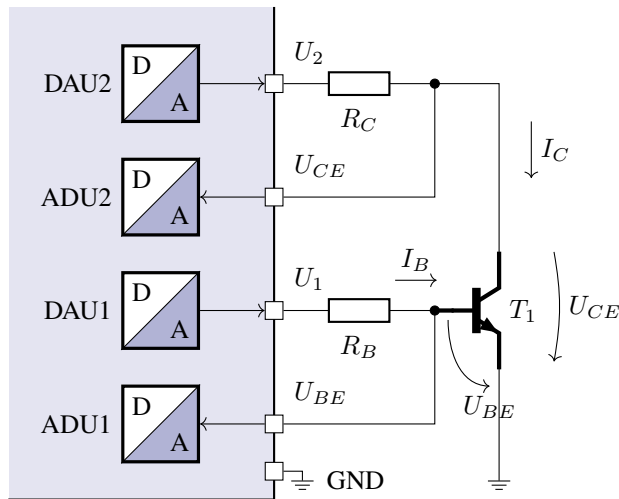 DAU2 D A U_2 R_C
I_C
ADU2 D A U_CE
DAU1 D A U_1 R_B I_B
T_1 U_CE
ADU1 D A U_BE U_BE
GND